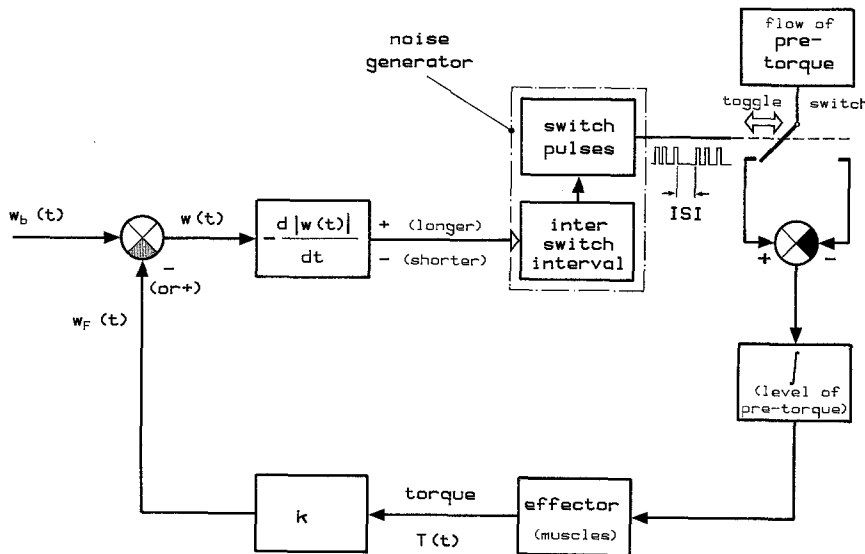 noise
generator
flow of
pre-
torque
toggle
switch
switch
pulses
ISI
inter
switch
interval
w_b (t)
w(t)
- d |w(t)|
dt
+ (longer)
- (shorter)
-
(or+)
w_F (t)
+
-
∫
(level of
pre-torque)
k
torque
T(t)
effector
(muscles)